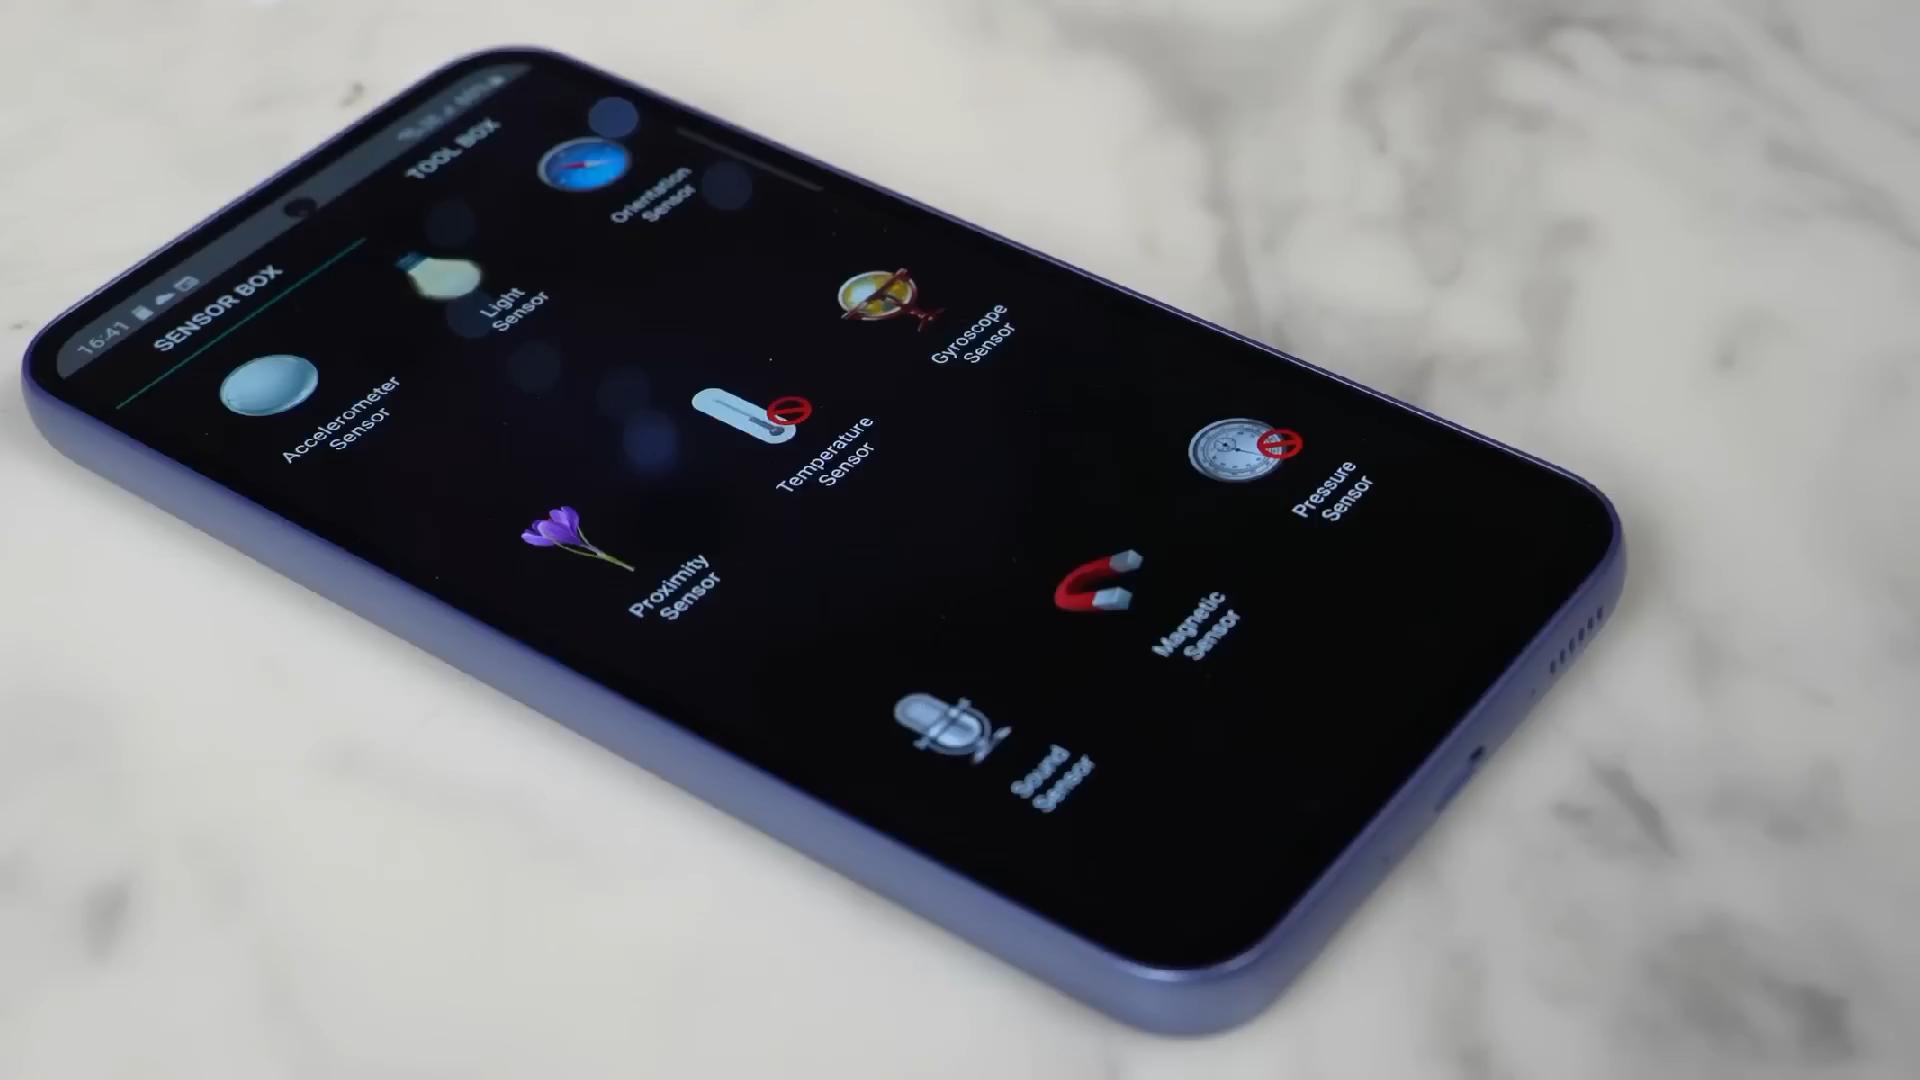 16:41
SENSOR BOX
TOOL BOX
Accelerometer
Sensor
Light
Sensor
Orientation
Sensor
Proximity
Sensor
Temperature
Sensor
Gyroscope
Sensor
Sound
Sensor
Magnetic
Sensor
Pressure
Sensor